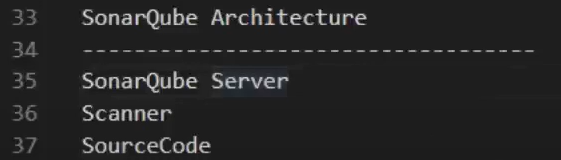 33 SonarQube Architecture
34 -----------------------------------
35 SonarQube Server
36 Scanner
37 SourceCode